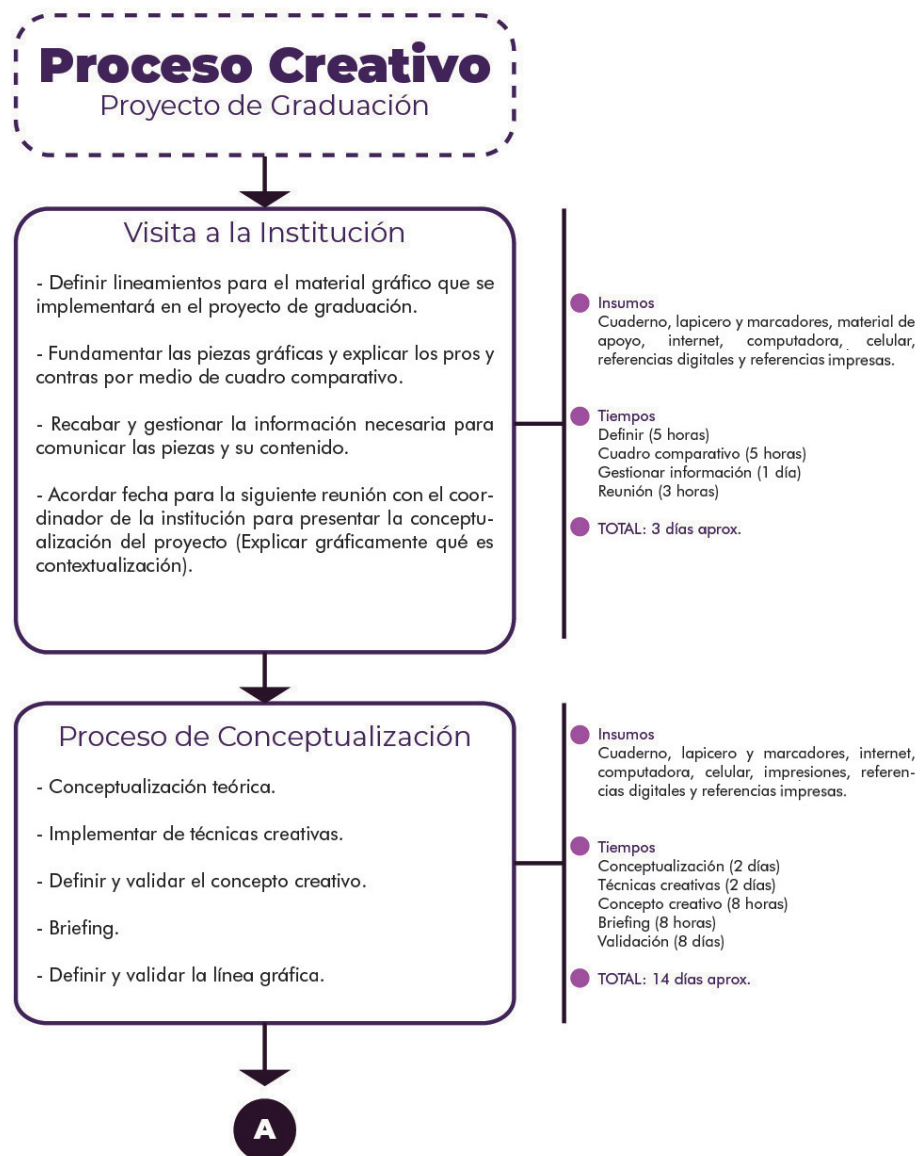 Proceso Creativo
Proyecto de Graduación
Visita a la Institución
- Definir lineamientos para el material gráfico que se
implementará en el proyecto de graduación.
- Fundamentar las piezas gráficas y explicar los pros y
contras por medio de cuadro comparativo.
- Recabar y gestionar la información necesaria para
comunicar las piezas y su contenido.
- Acordar fecha para la siguiente reunión con el coor-
dinador de la institución para presentar la conceptu-
alización del proyecto (Explicar gráficamente qué es
contextualización).
Insumos
Cuaderno, lapicero y marcadores, material de
apoyo, internet, computadora, celular,
referencias digitales y referencias impresas.
Tiempos
Definir (5 horas)
Cuadro comparativo (5 horas)
Gestionar información (1 día)
Reunión (3 horas)
TOTAL: 3 días aprox.
Proceso de Conceptualización
- Conceptualización teórica.
- Implementar de técnicas creativas.
- Definir y validar el concepto creativo.
- Briefing.
- Definir y validar la línea gráfica.
Insumos
Cuaderno, lapicero y marcadores, internet,
computadora, celular, impresiones, referen-
cias digitales y referencias impresas.
Tiempos
Conceptualización (2 días)
Técnicas creativas (2 días)
Concepto creativo (8 horas)
Briefing (8 horas)
Validación (8 días)
TOTAL: 14 días aprox.
A